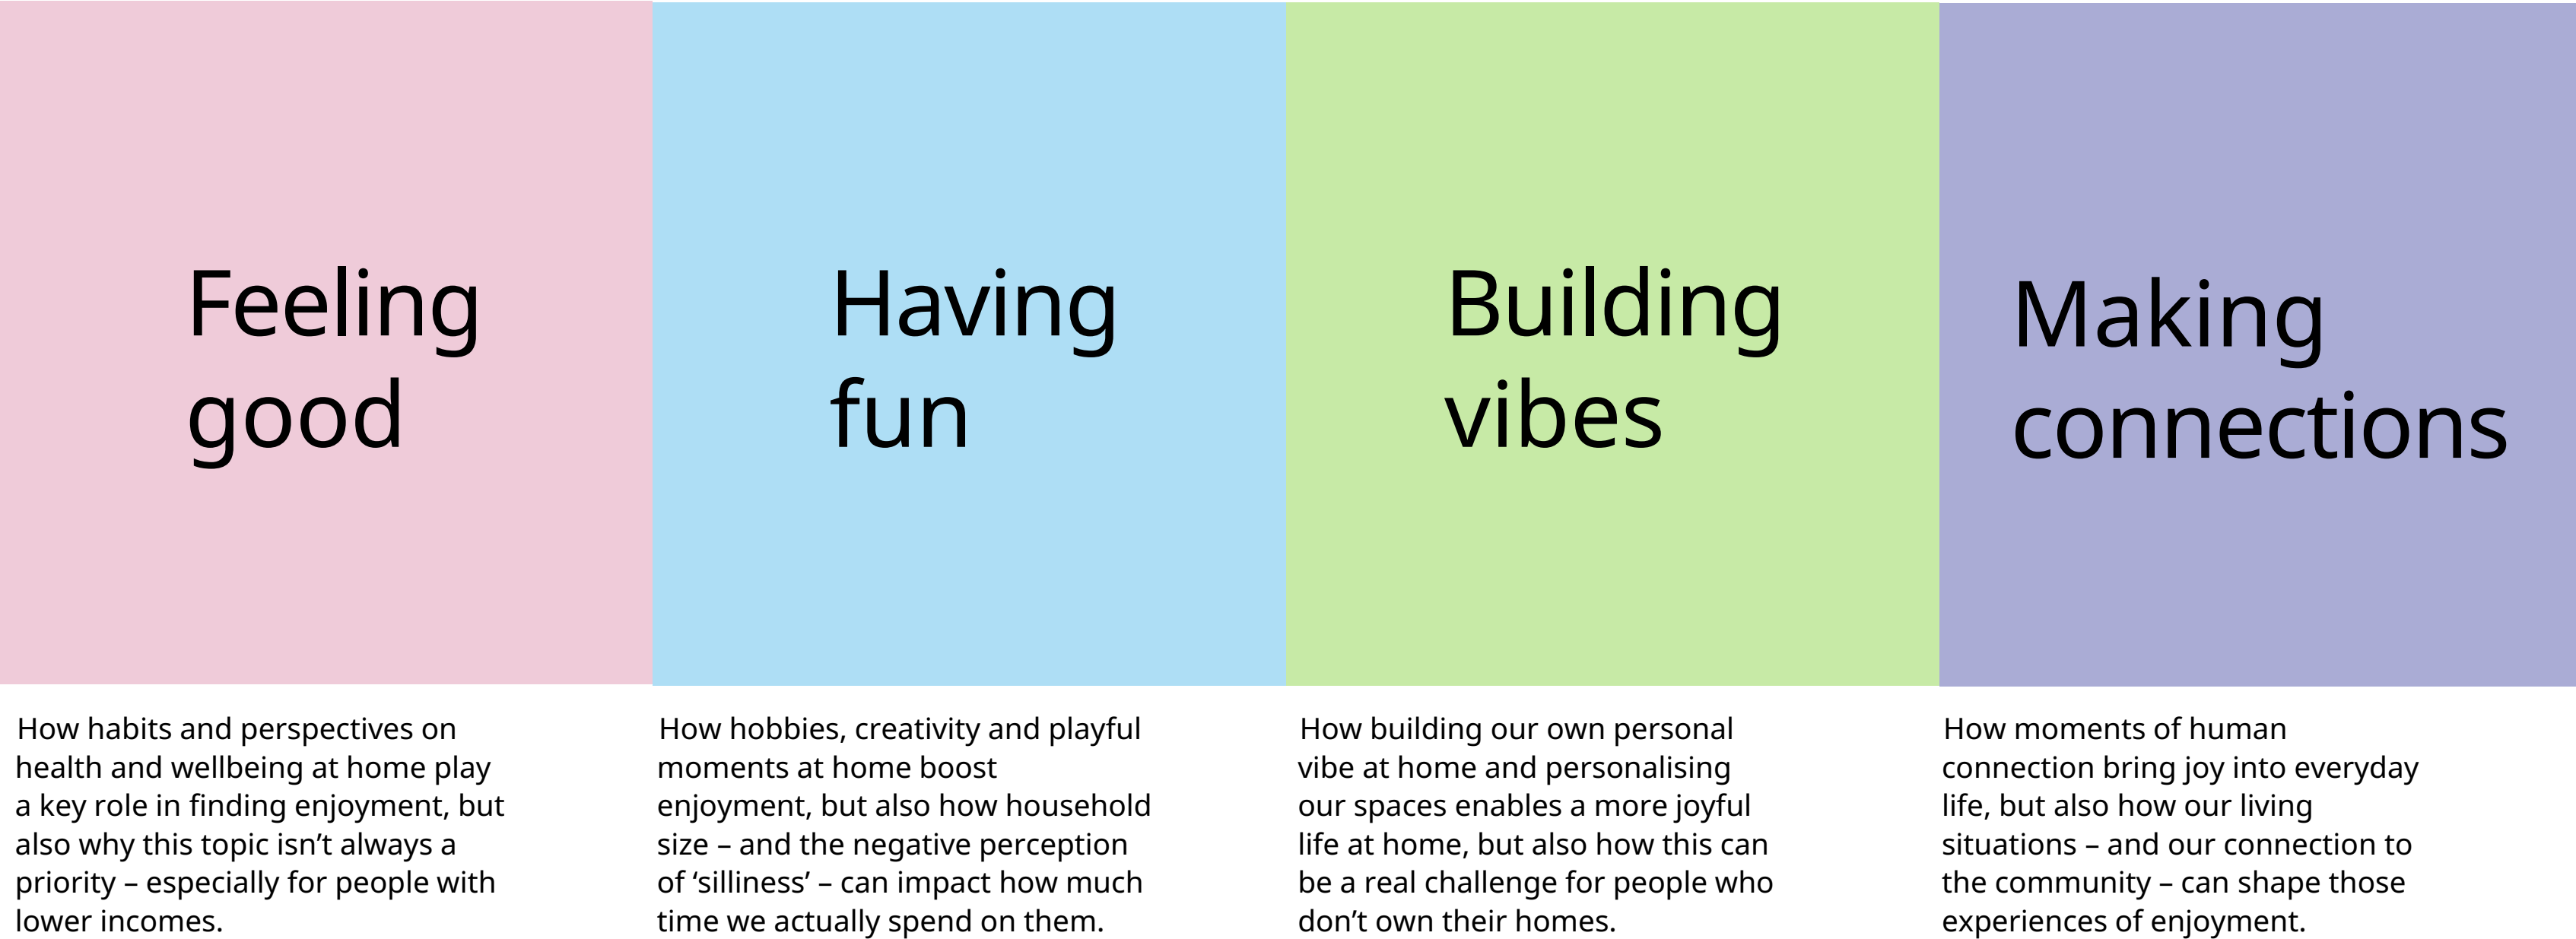 Feeling
good
Having
fun
Building
vibes
Making
connections
How habits and perspectives on
health and wellbeing at home play
a key role in finding enjoyment, but
also why this topic isn’t always a
priority – especially for people with
lower incomes.
How hobbies, creativity and playful
moments at home boost
enjoyment, but also how household
size – and the negative perception
of ‘silliness’ – can impact how much
time we actually spend on them.
How building our own personal
vibe at home and personalising
our spaces enables a more joyful
life at home, but also how this can
be a real challenge for people who
don’t own their homes.
How moments of human
connection bring joy into everyday
life, but also how our living
situations – and our connection to
the community – can shape those
experiences of enjoyment.